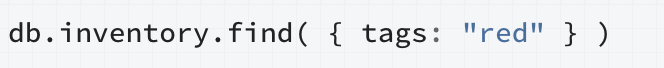 db.inventory.find( { tags: "red" } )